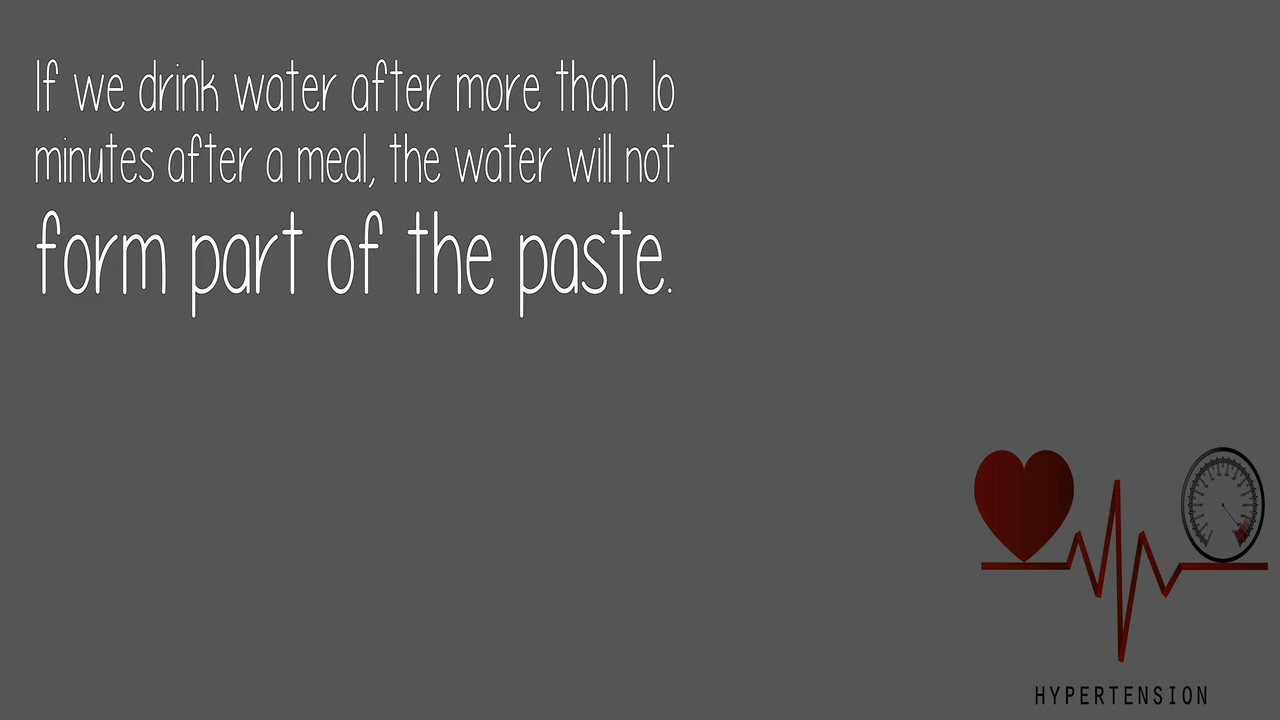 If we drink water after more than 10
minutes after a meal, the water will not
form part of the paste.
HYPERTENSION